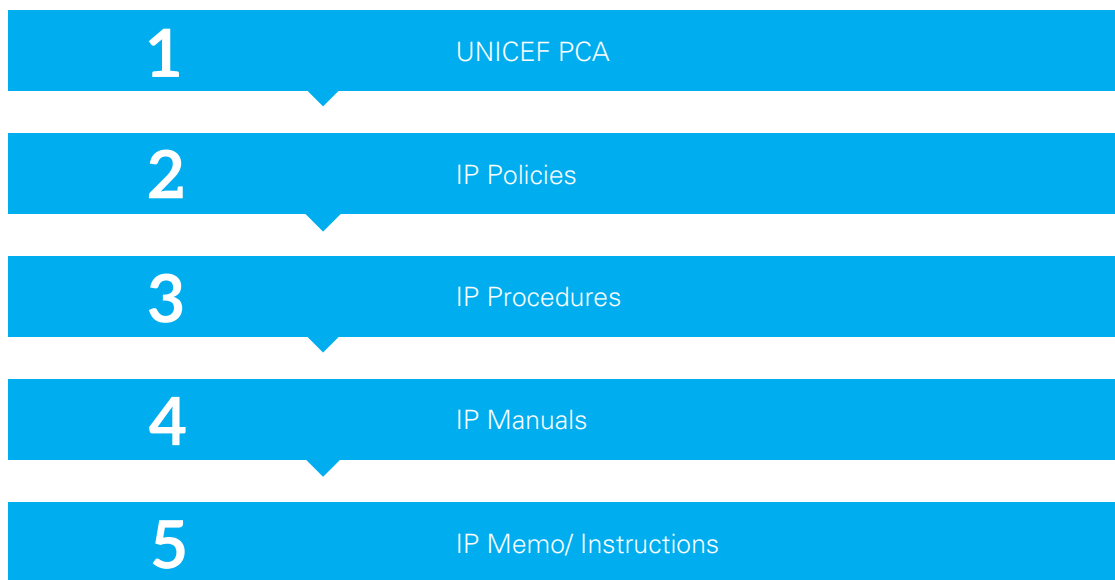 1 UNICEF PCA
2 IP Policies
3 IP Procedures
4 IP Manuals
5 IP Memo/ Instructions